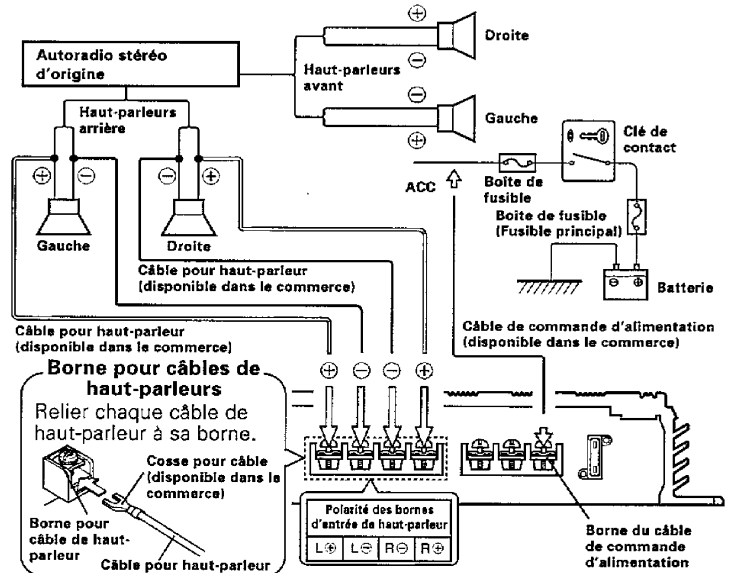 Autoradio stéréo
d'origine
⊕
Droite
⊖
Haut-parleurs
avant
⊖
Gauche
⊕
Haut-parleurs
arrière
⊕
⊖
⊖
⊕
Gauche
Droite
ACC
Boîte de
fusible
Clé de
contact
Boîte de fusible
(Fusible principal)
⊖ ⊕
Batterie
Câble pour haut-parleur
(disponible dans le commerce)
Câble pour haut-parleur
(disponible dans le commerce)
Câble de commande d'alimentation
(disponible dans le commerce)
⊕ ⊖ ⊖ ⊕
Borne pour câbles de
haut-parleurs
Relier chaque câble de
haut-parleur à sa borne.
Cosse pour câble
(disponible dans le
commerce)
Borne pour
câble de haut-
parleur
Câble pour haut-parleur
Polarité des bornes
d'entrée de haut-parleur
L⊕ L⊖ R⊖ R⊕
Borne du câble
de commande
d'alimentation